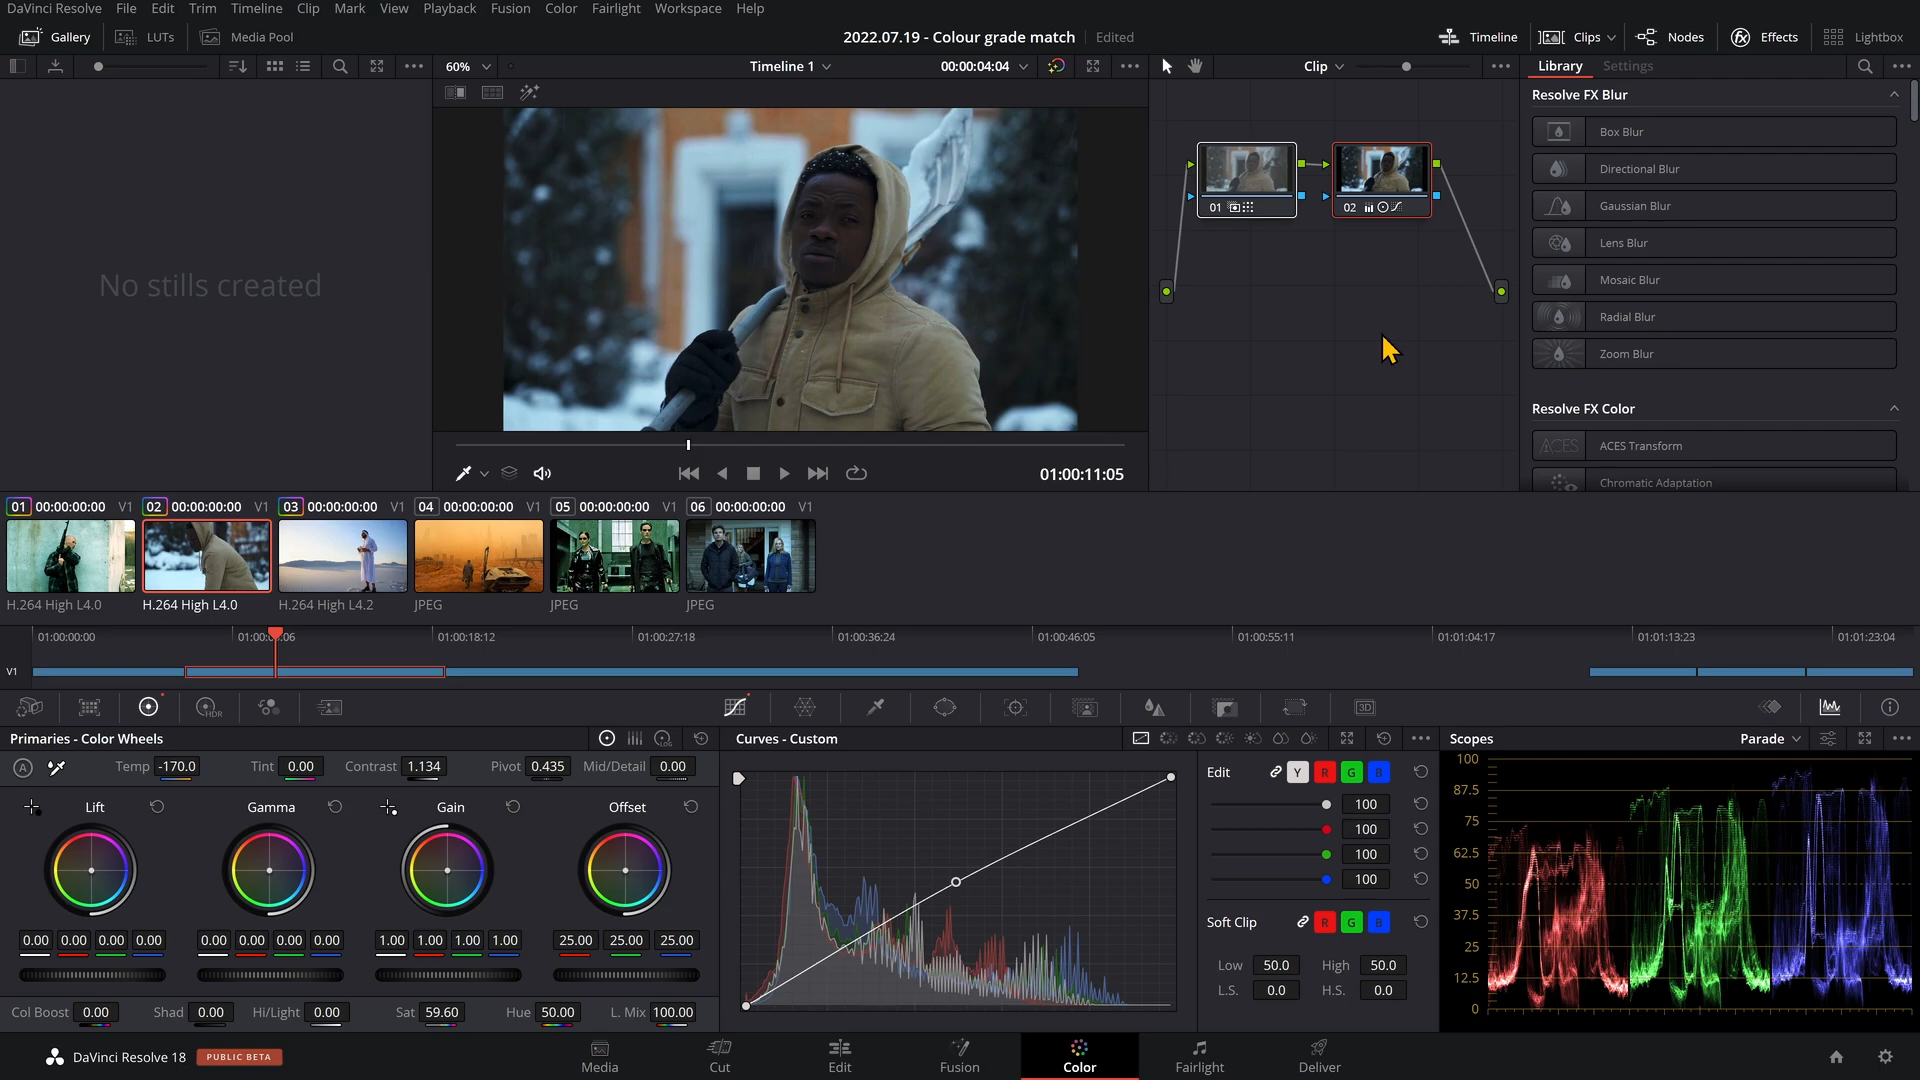 DaVinci Resolve File Edit Trim Timeline Clip Mark View Playback Fusion Color Fairlight Workspace Help
Gallery LUTs Media Pool 2022.07.19 - Colour grade match Edited Timeline Clips Nodes Effects Lightbox
60% Timeline 1 00:00:04:04 Clip Library Settings
Resolve FX Blur
Box Blur
Directional Blur
01 02
Gaussian Blur
Lens Blur
No stills created
Mosaic Blur
Radial Blur
Zoom Blur
Resolve FX Color
ACES ACES Transform
01:00:11:05
Chromatic Adaptation
01 00:00:00:00 V1 02 00:00:00:00 V1 03 00:00:00:00 V1 04 00:00:00:00 V1 05 00:00:00:00 V1 06 00:00:00:00 V1
H.264 High L4.0 H.264 High L4.0 H.264 High L4.2 JPEG JPEG JPEG
01:00:00:00 01:00: :06 01:00:18:12 01:00:27:18 01:00:36:24 01:00:46:05 01:00:55:11 01:01:04:17 01:01:13:23 01:01:23:04
V1
HDR 3D
Primaries - Color Wheels LOG Curves - Custom Scopes Parade
A Temp -170.0 Tint 0.00 Contrast 1.134 Pivot 0.435 Mid/Detail 0.00
Lift Gamma Gain Offset
0.00 0.00 0.00 0.00 0.00 0.00 0.00 0.00 1.00 1.00 1.00 1.00 25.00 25.00 25.00
Col Boost 0.00 Shad 0.00 Hi/Light 0.00 Sat 59.60 Hue 50.00 L. Mix 100.00
Edit Y R G B
100
100
100
100
Soft Clip R G B
Low 50.0 High 50.0
L.S. 0.0 H.S. 0.0
100
87.5
75
62.5
50
37.5
25
12.5
0
DaVinci Resolve 18 PUBLIC BETA Media Cut Edit Fusion Color Fairlight Deliver